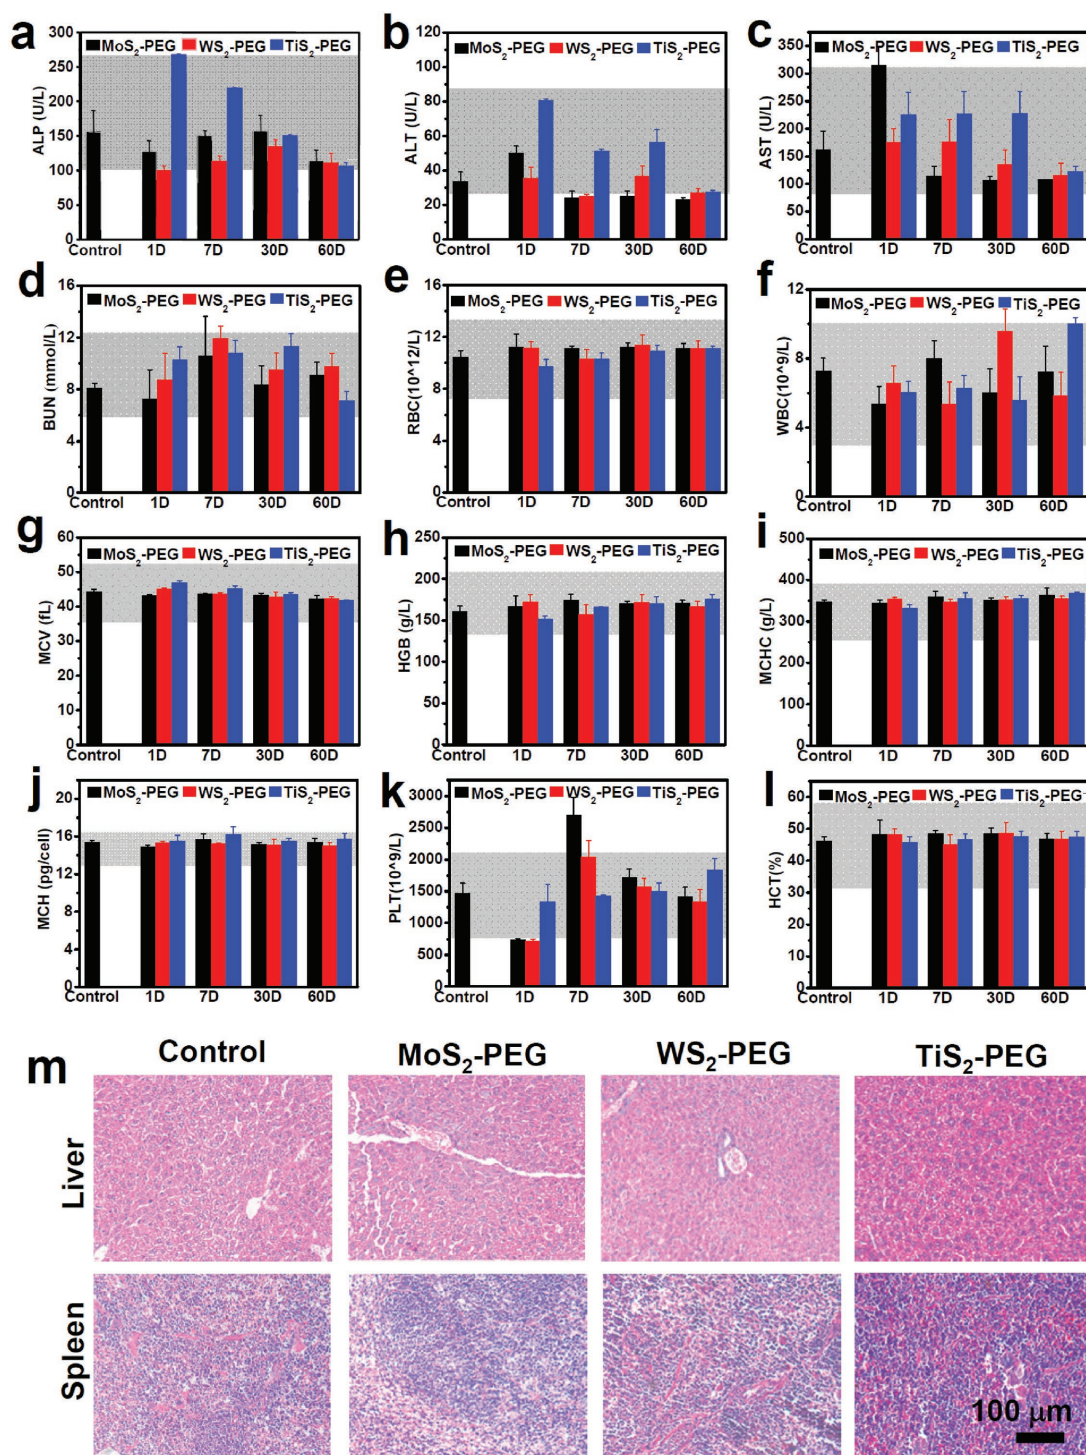 a
MoS2-PEG WS2-PEG TiS2-PEG
ALP (U/L)
300
250
200
150
100
50
0
Control 1D 7D 30D 60D
b
MoS2-PEG WS2-PEG TiS2-PEG
ALT (U/L)
120
100
80
60
40
20
0
Control 1D 7D 30D 60D
c
MoS2-PEG WS2-PEG TiS2-PEG
AST (U/L)
350
300
250
200
150
100
50
0
Control 1D 7D 30D 60D
d
MoS2-PEG WS2-PEG TiS2-PEG
BUN (mmol/L)
16
12
8
4
0
Control 1D 7D 30D 60D
e
MoS2-PEG WS2-PEG TiS2-PEG
RBC(10^12/L)
16
12
8
4
0
Control 1D 7D 30D 60D
f
MoS2-PEG WS2-PEG TiS2-PEG
WBC(10^9/L)
12
8
4
0
Control 1D 7D 30D 60D
g
MoS2-PEG WS2-PEG TiS2-PEG
MCV (fL)
60
50
40
30
20
10
0
Control 1D 7D 30D 60D
h
MoS2-PEG WS2-PEG TiS2-PEG
HGB (g/L)
250
200
150
100
50
0
Control 1D 7D 30D 60D
i
MoS2-PEG WS2-PEG TiS2-PEG
MCHC (g/L)
500
400
300
200
100
0
Control 1D 7D 30D 60D
j
MoS2-PEG WS2-PEG TiS2-PEG
MCH (pg/cell)
20
16
12
8
4
0
Control 1D 7D 30D 60D
k
MoS2-PEG WS2-PEG TiS2-PEG
PLT(10^9/L)
3000
2500
2000
1500
1000
500
0
Control 1D 7D 30D 60D
l
MoS2-PEG WS2-PEG TiS2-PEG
HCT(%)
60
50
40
30
20
10
0
Control 1D 7D 30D 60D
m
Control MoS2-PEG WS2-PEG TiS2-PEG
Liver
Spleen
100 μm